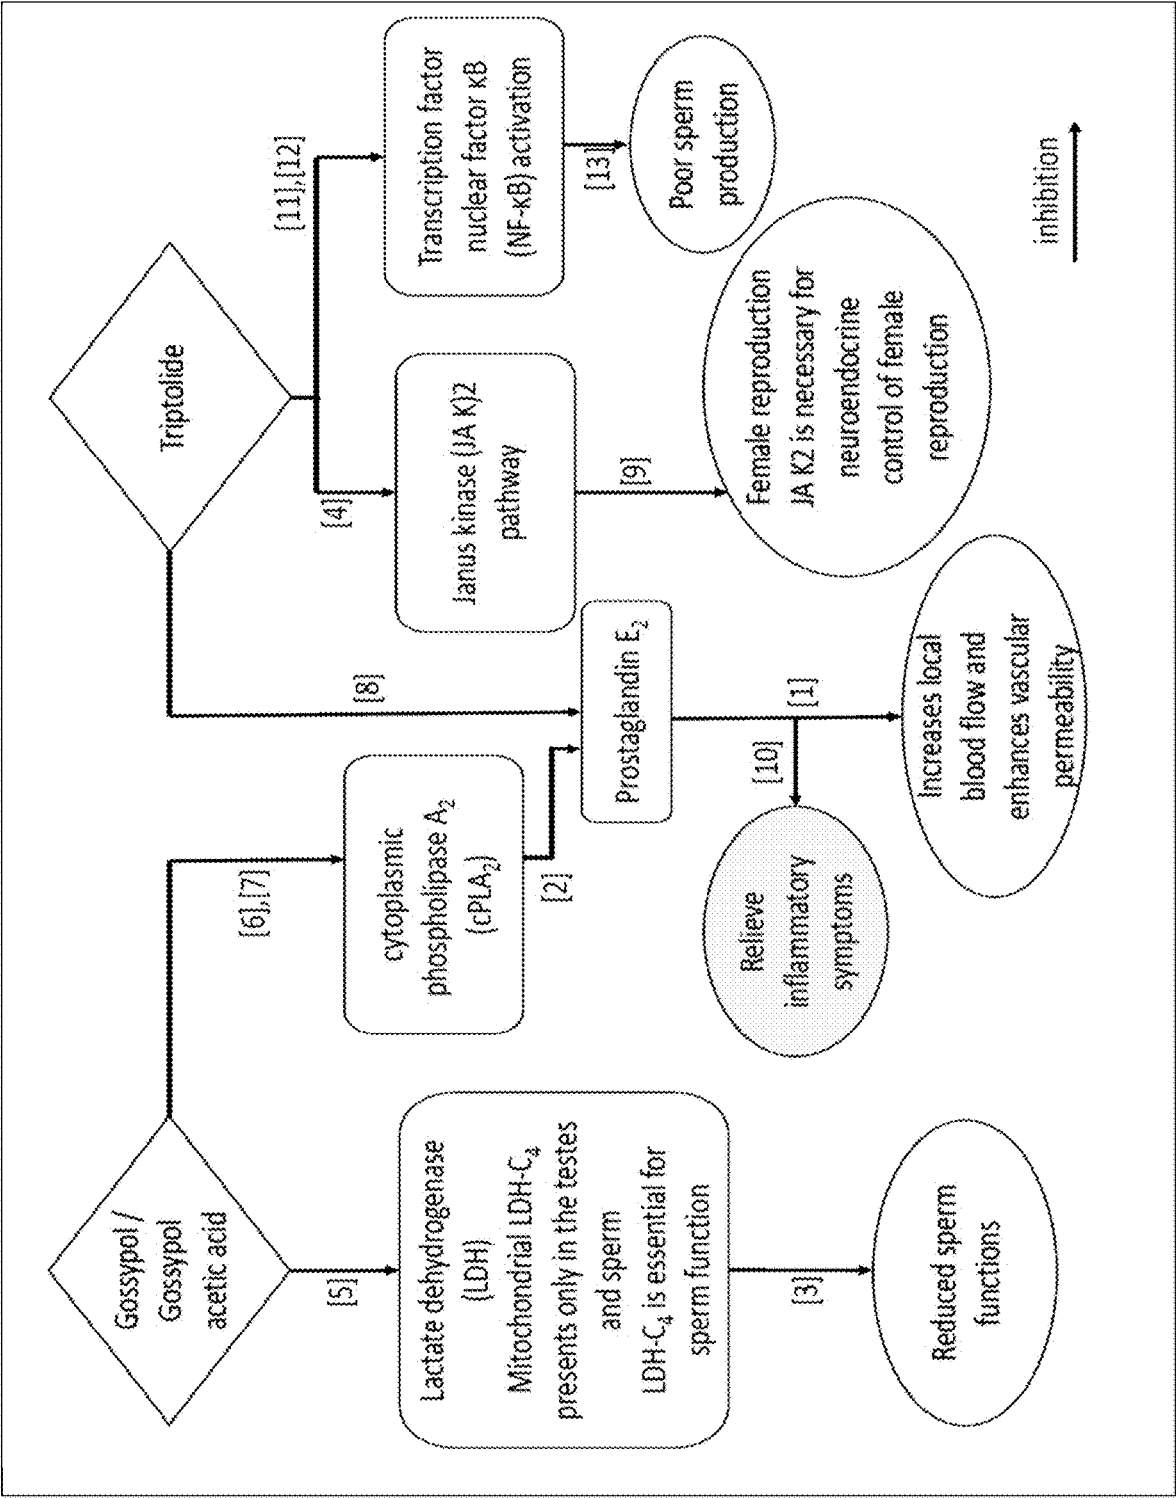 Gossypol /
Gossypol
acetic acid
Triptolide
[5]
[6],[7]
[8]
[4]
[11],[12]
Lactate dehydrogenase
(LDH)
Mitochondrial LDH-C4
presents only in the testes
and sperm
LDH-C4 is essential for
sperm function
cytoplasmic
phospholipase A2
(cPLA2)
Janus kinase (JA K)2
pathway
Transcription factor
nuclear factor κB
(NF-κB) activation
[2]
Prostaglandin E2
[3]
[10]
[1]
[9]
[13]
Reduced sperm
functions
Relieve
inflammatory
symptoms
Increases local
blood flow and
enhances vascular
permeability
Female reproduction
JA K2 is necessary for
neuroendocrine
control of female
reproduction
Poor sperm
production
inhibition